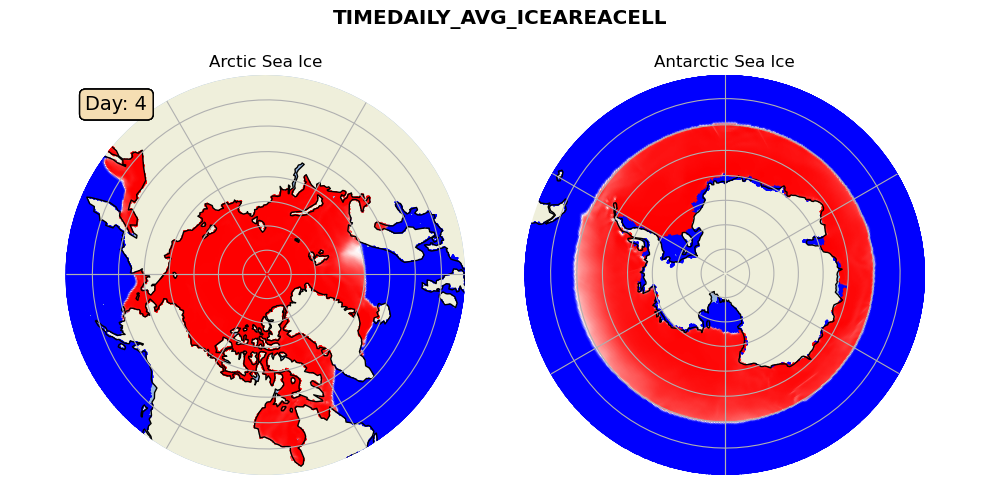 TIMEDAILY_AVG_ICEAREACELL
Arctic Sea Ice
Antarctic Sea Ice
Day: 4